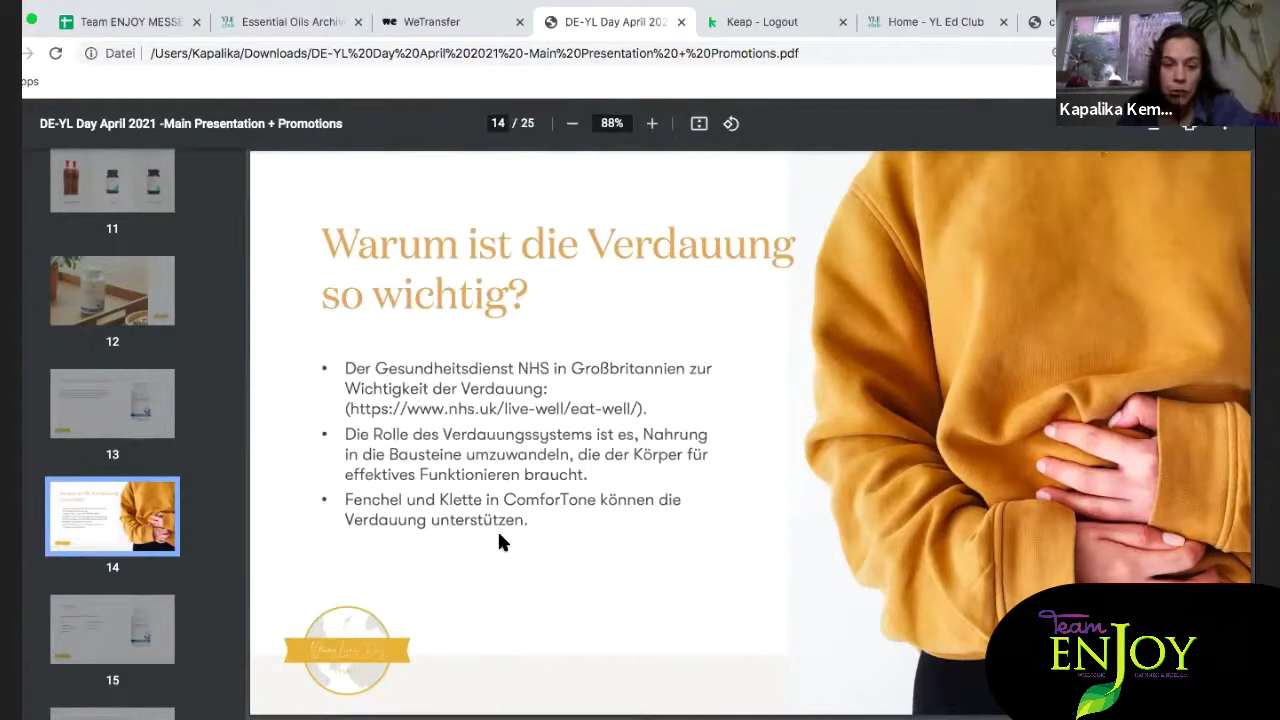 Team ENJOY MESSE
Essential Oils Archiv
WeTransfer
DE-YL Day April 202
Keap - Logout
Home - YL Ed Club
Datei
/Users/Kapalika/Downloads/DE-YL%20Day%20April%202021%20-Main%20Presentation%20+%20Promotions.pdf
ops
Kapalika Kem...
DE-YL Day April 2021 -Main Presentation + Promotions
14 / 25
88%
11
12
13
14
15
Warum ist die Verdauung
so wichtig?
• Der Gesundheitsdienst NHS in Großbritannien zur
Wichtigkeit der Verdauung:
(https://www.nhs.uk/live-well/eat-well/).
• Die Rolle des Verdauungssystems ist es, Nahrung
in die Bausteine umzuwandeln, die der Körper für
effektives Funktionieren braucht.
• Fenchel und Klette in ComforTone können die
Verdauung unterstützen.
Team
ENJOY